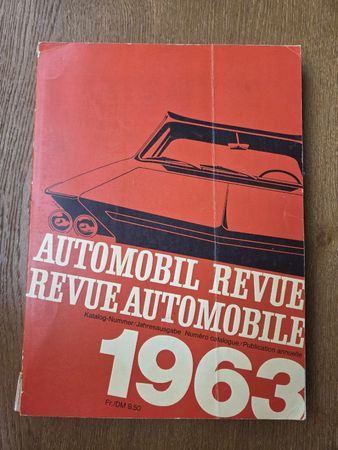 AUTOMOBIL REVUE
REVUE AUTOMOBILE
Katalog-Nummer/Jahresausgabe Numéro catalogue/Publication annuelle
1963
Fr./DM 9.50